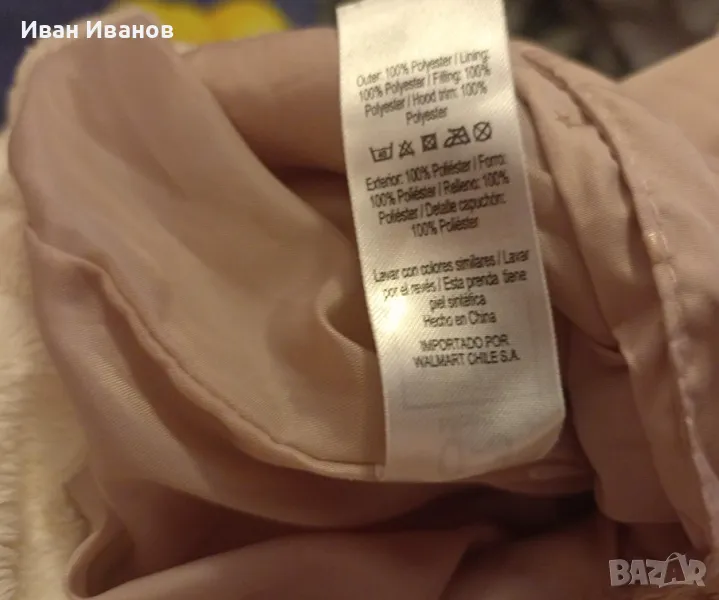 Иван Иванов
Outer: 100% Polyester / Lining:
100% Polyester / Filling: 100%
Polyester / Hood trim: 100%
Polyester
Exterior: 100% Poliéster / Forro:
100% Poliéster / Relleno: 100%
Poliéster / Detalle capuchón:
100% Poliéster
Lavar con colores similares / Lavar
por el revés / Esta prenda tiene
piel sintética
Hecho en China
IMPORTADO POR:
WALMART CHILE S.A.
BAZAR